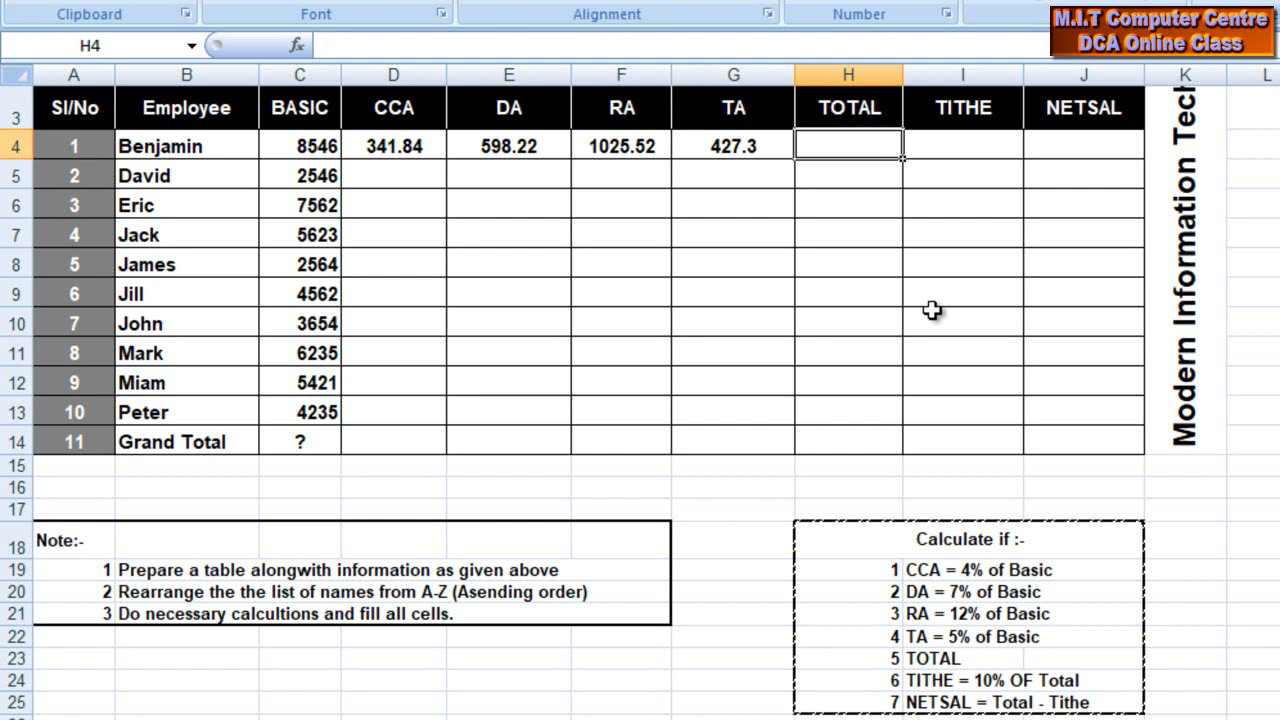 Clipboard Font Alignment Number
M.I.T Computer Centre
DCA Online Class
H4 fx
A B C D E F G H I J K L
3 Sl/No Employee BASIC CCA DA RA TA TOTAL TITHE NETSAL
4 1 Benjamin 8546 341.84 598.22 1025.52 427.3
5 2 David 2546
6 3 Eric 7562
7 4 Jack 5623
8 5 James 2564
9 6 Jill 4562
10 7 John 3654
11 8 Mark 6235
12 9 Miam 5421
13 10 Peter 4235
14 11 Grand Total ?
Modern Information Tech
15
16
17
18 Note:- Calculate if :-
19 1 Prepare a table alongwith information as given above 1 CCA = 4% of Basic
20 2 Rearrange the the list of names from A-Z (Asending order) 2 DA = 7% of Basic
21 3 Do necessary calcultions and fill all cells. 3 RA = 12% of Basic
22 4 TA = 5% of Basic
23 5 TOTAL
24 6 TITHE = 10% OF Total
25 7 NETSAL = Total - Tithe